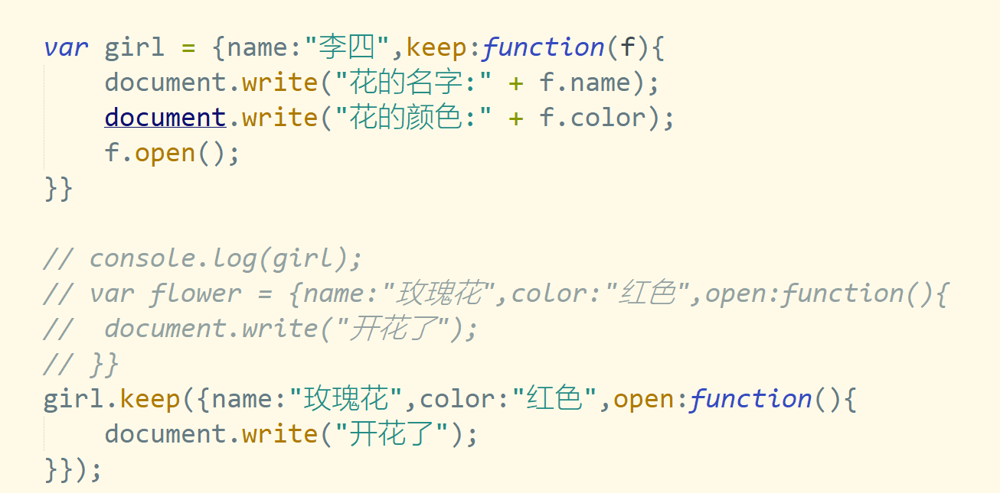 var girl = {name:"李四",keep:function(f){
    document.write("花的名字:" + f.name);
    document.write("花的颜色:" + f.color);
    f.open();
}}
// console.log(girl);
// var flower = {name:"玫瑰花",color:"红色",open:function(){
//  document.write("开花了");
// }}
girl.keep({name:"玫瑰花",color:"红色",open:function(){
    document.write("开花了");
}});